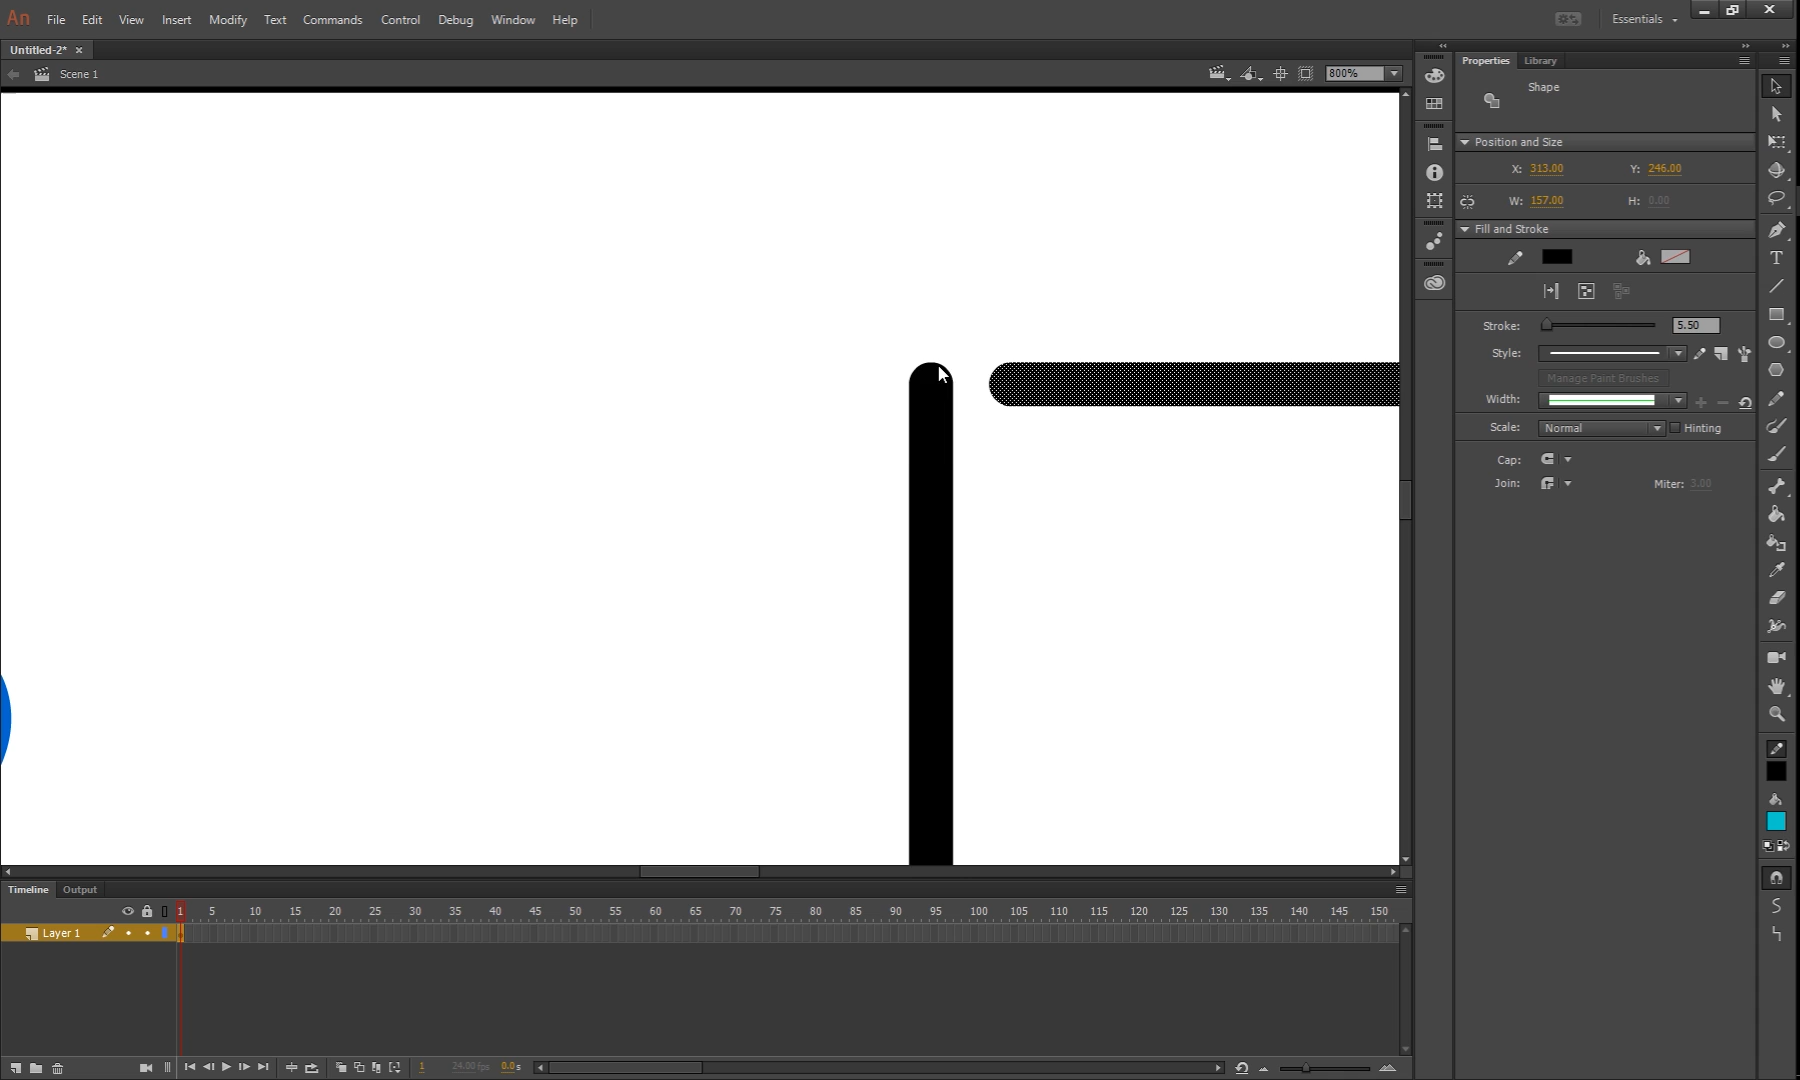 An File Edit View Insert Modify Text Commands Control Debug Window Help Essentials
Untitled-2*
Scene 1
800%
Properties Library
Shape
Position and Size
X: 313.00 Y: 246.00
W: 157.00 H: 0.00
Fill and Stroke
Stroke: 5.50
Style:
Manage Paint Brushes
Width:
Scale: Normal Hinting
Cap:
Join: Miter: 3.00
T
Timeline Output
1 5 10 15 20 25 30 35 40 45 50 55 60 65 70 75 80 85 90 95 100 105 110 115 120 125 130 135 140 145 150
Layer 1
1 24.00 fps 0.0 s